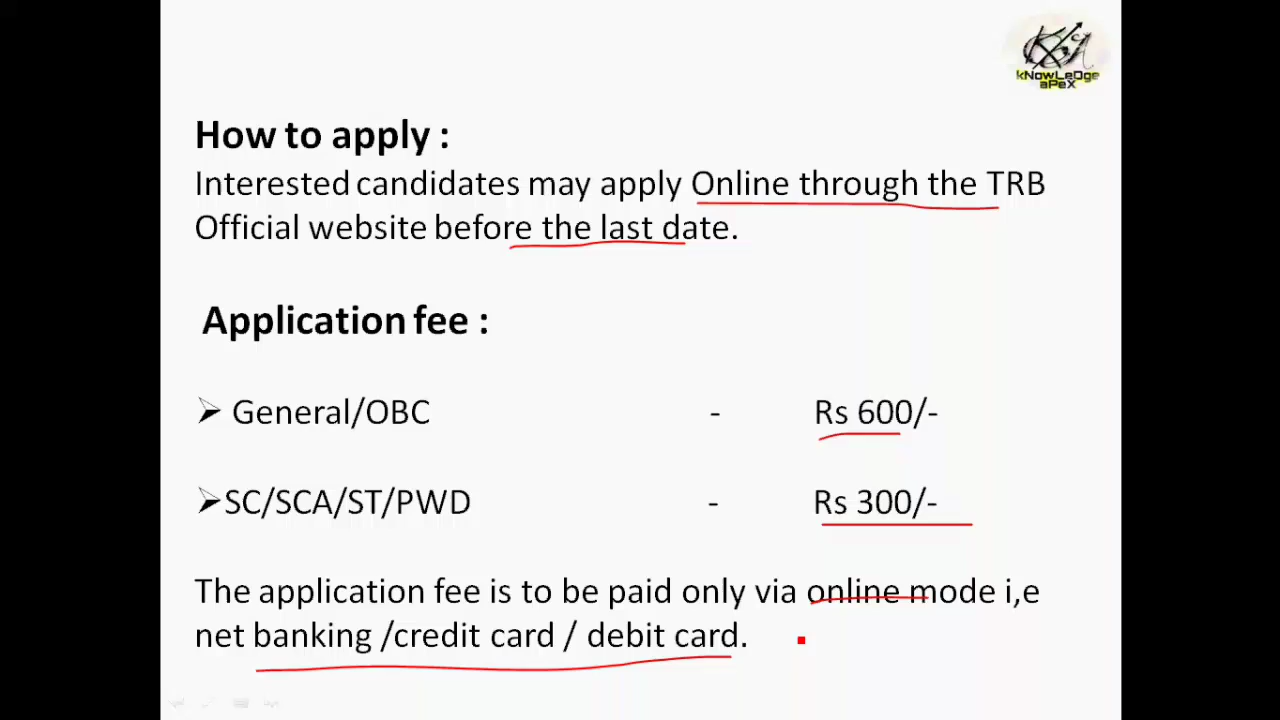 kNowLeDge
aPeX
How to apply :
Interested candidates may apply Online through the TRB
Official website before the last date.
Application fee :
General/OBC - Rs 600/-
SC/SCA/ST/PWD - Rs 300/-
The application fee is to be paid only via online mode i,e
net banking /credit card / debit card.